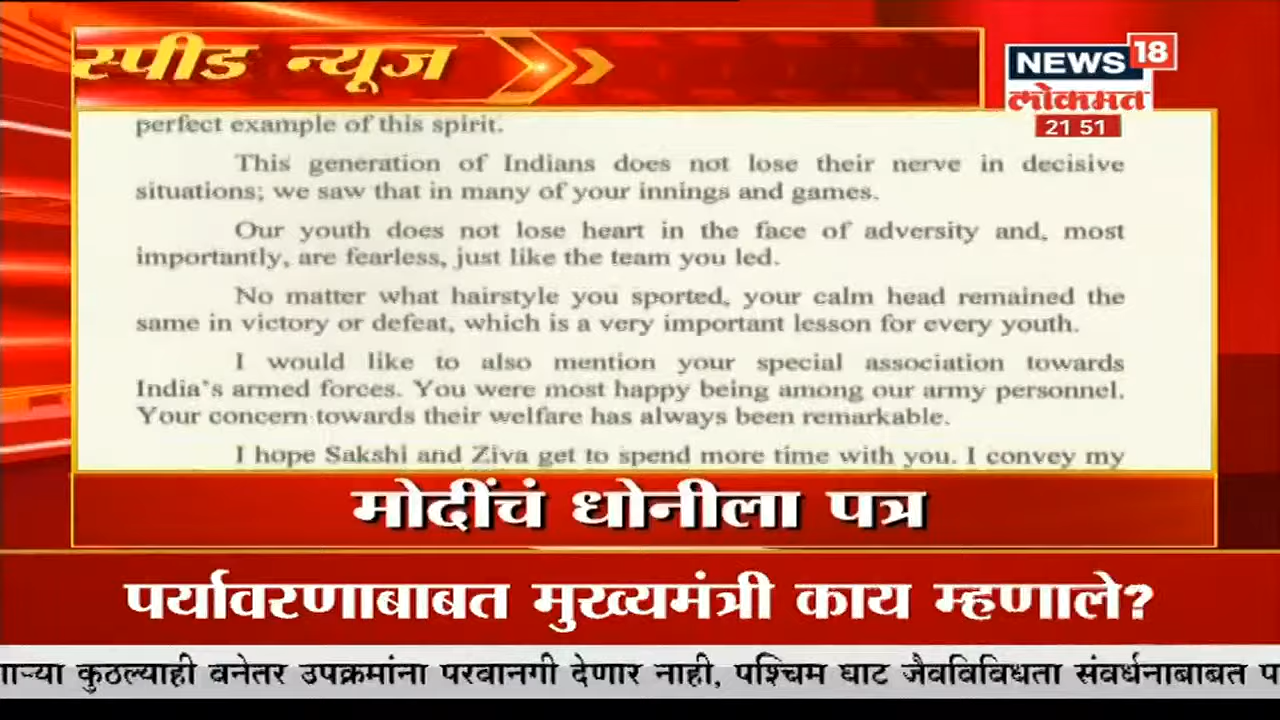 स्पीड न्यूज
NEWS 18
लोकमत
21 51
perfect example of this spirit.
This generation of Indians does not lose their nerve in decisive
situations; we saw that in many of your innings and games.
Our youth does not lose heart in the face of adversity and, most
importantly, are fearless, just like the team you led.
No matter what hairstyle you sported, your calm head remained the
same in victory or defeat, which is a very important lesson for every youth.
I would like to also mention your special association towards
India's armed forces. You were most happy being among our army personnel.
Your concern towards their welfare has always been remarkable.
I hope Sakshi and Ziva get to spend more time with you. I convey my
मोदींचं धोनीला पत्र
पर्यावरणाबाबत मुख्यमंत्री काय म्हणाले?
कुठल्याही वनेतर उपक्रमांना परवानगी देणार नाही, पश्चिम घाट जैवविविधता संवर्धनाबाबत